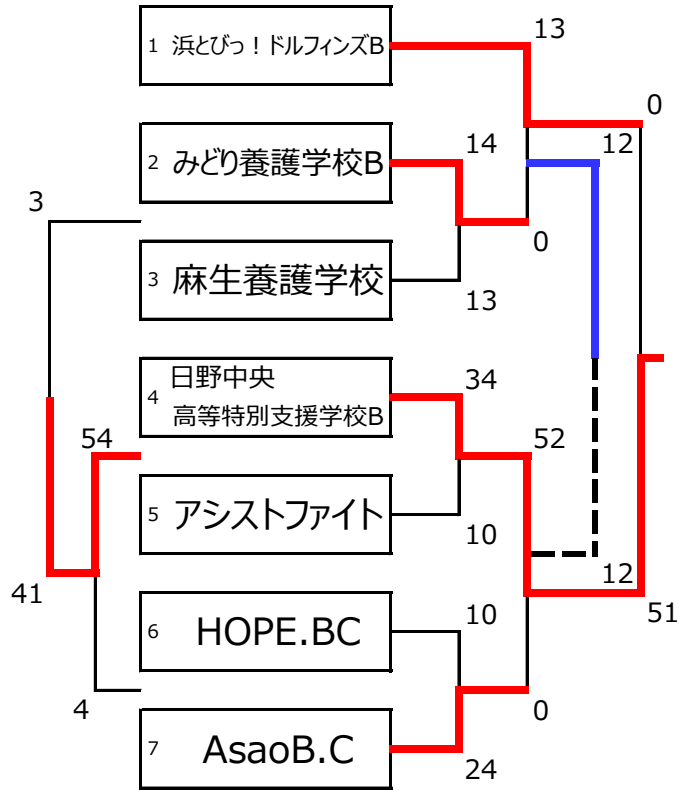 13
1 浜とびっ！ドルフィンズB
0
14
12
2 みどり養護学校B
3
0
3 麻生養護学校
13
日野中央
34
4
高等特別支援学校B
54
52
5 アシストファイト
10
41
12
10
51
6 HOPE.BC
4
0
7 AsaoB.C
24